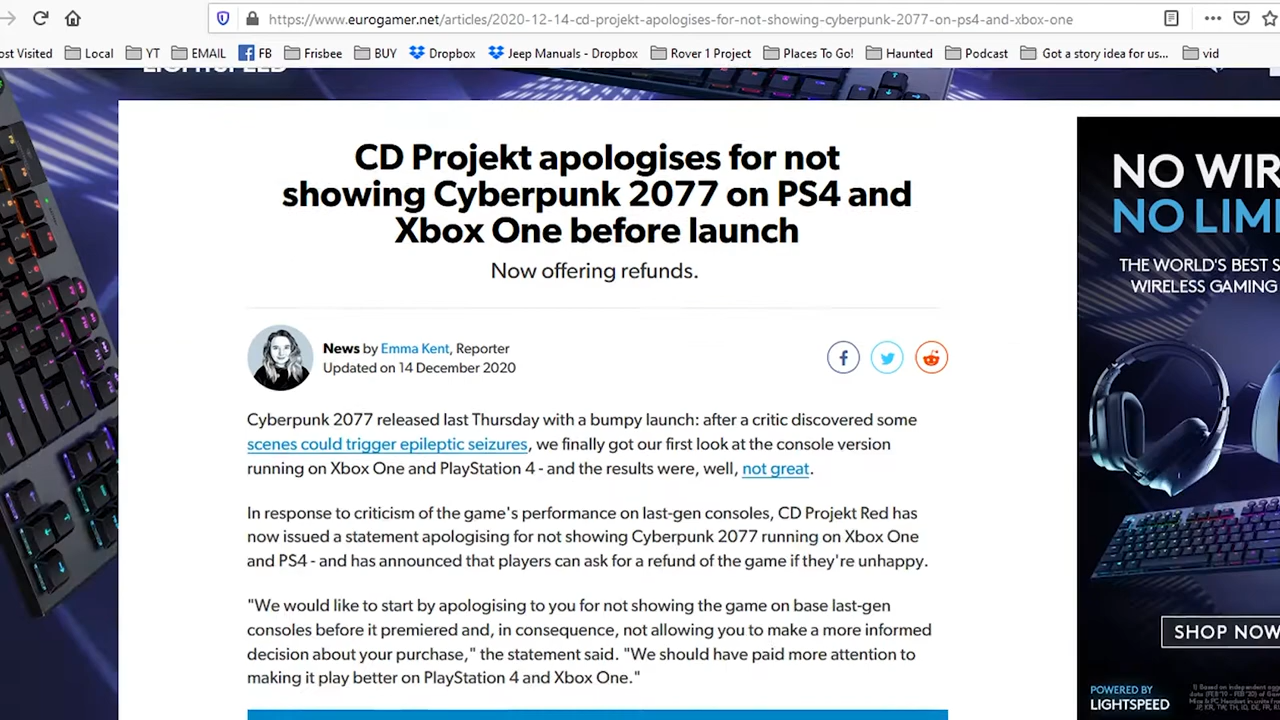 https://www.eurogamer.net/articles/2020-12-14-cd-projekt-apologises-for-not-showing-cyberpunk-2077-on-ps4-and-xbox-one
ost Visited Local YT EMAIL FB Frisbee BUY Dropbox Jeep Manuals - Dropbox Rover 1 Project Places To Go! Haunted Podcast Got a story idea for us... vid
LIGHTSPEED
CD Projekt apologises for not
showing Cyberpunk 2077 on PS4 and
Xbox One before launch
Now offering refunds.
News by Emma Kent, Reporter
Updated on 14 December 2020
Cyberpunk 2077 released last Thursday with a bumpy launch: after a critic discovered some
scenes could trigger epileptic seizures, we finally got our first look at the console version
running on Xbox One and PlayStation 4 - and the results were, well, not great.
In response to criticism of the game's performance on last-gen consoles, CD Projekt Red has
now issued a statement apologising for not showing Cyberpunk 2077 running on Xbox One
and PS4 - and has announced that players can ask for a refund of the game if they're unhappy.
"We would like to start by apologising to you for not showing the game on base last-gen
consoles before it premiered and, in consequence, not allowing you to make a more informed
decision about your purchase," the statement said. "We should have paid more attention to
making it play better on PlayStation 4 and Xbox One."
NO WIR
NO LIMI
THE WORLD'S BEST S
WIRELESS GAMING
SHOP NOW
POWERED BY
LIGHTSPEED